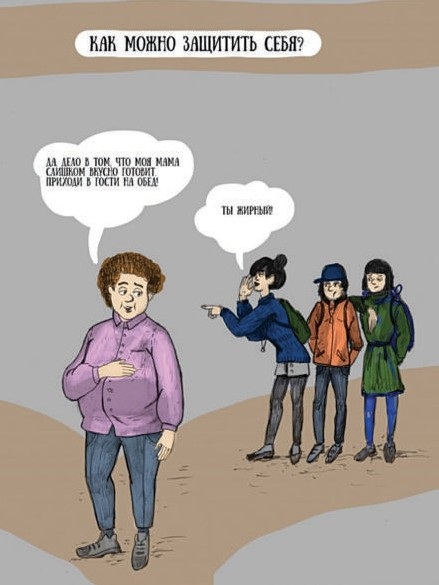 КАК МОЖНО ЗАЩИТИТЬ СЕБЯ?
ДА, ДЕЛО В ТОМ, ЧТО МОЯ МАМА
СЛИШКОМ ВКУСНО ГОТОВИТ.
ПРИХОДИ В ГОСТИ НА ОБЕД!
ТЫ ЖИРНЫЙ!